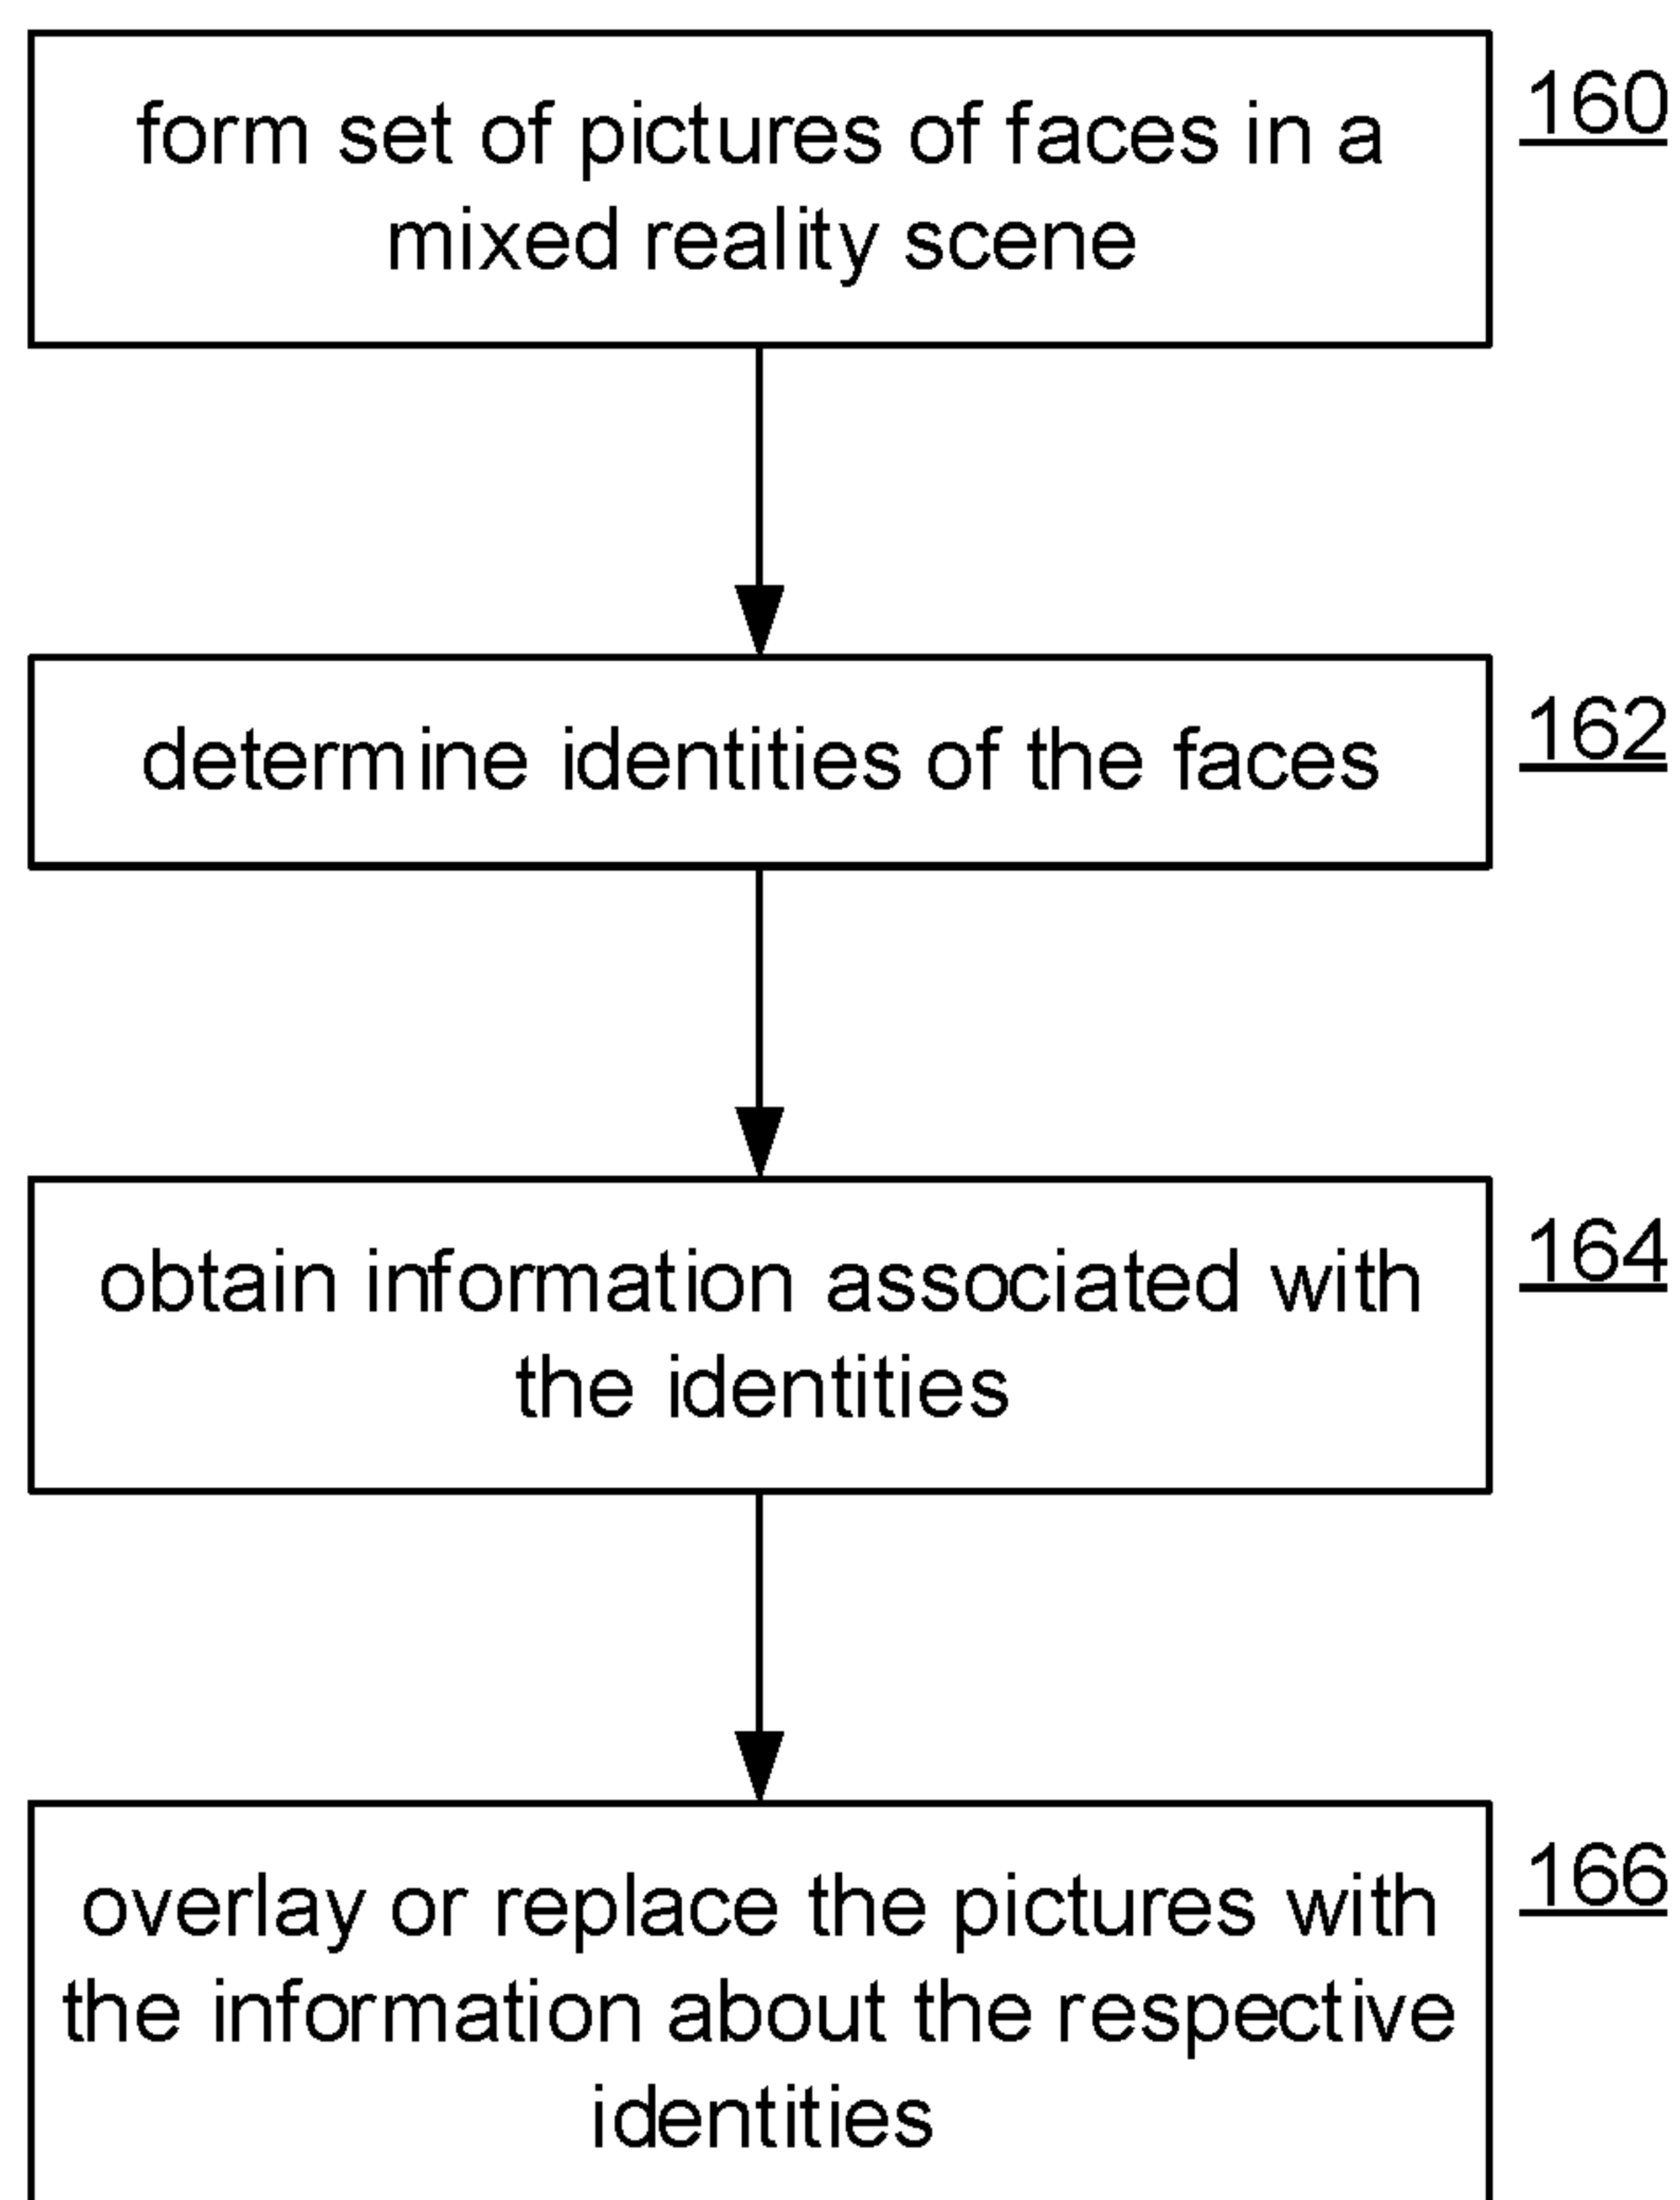 form set of pictures of faces in a
mixed reality scene
160
determine identities of the faces
162
obtain information associated with
the identities
164
overlay or replace the pictures with
the information about the respective
identities
166